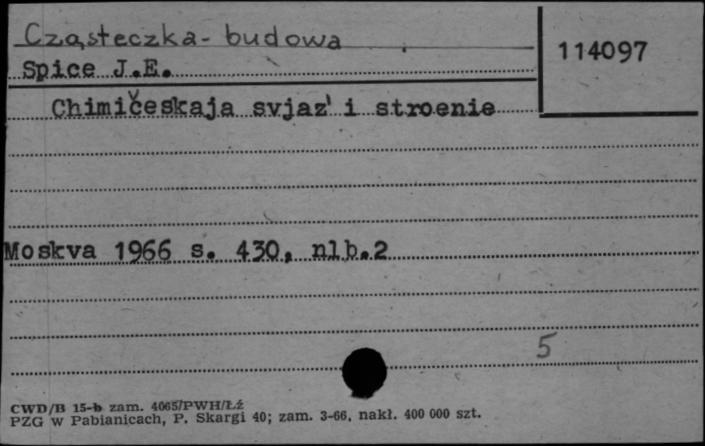 Cząsteczka - budowa
114097
Spice J.E.
Chimičeskaja svjaz' i stroenie
Moskva 1966 s. 430, nlb.2
5
CWD/B 15-b zam. 4065/PWH/Łź
PZG w Pabianicach, P. Skargi 40; zam. 3-66, nakł. 400 000 szt.